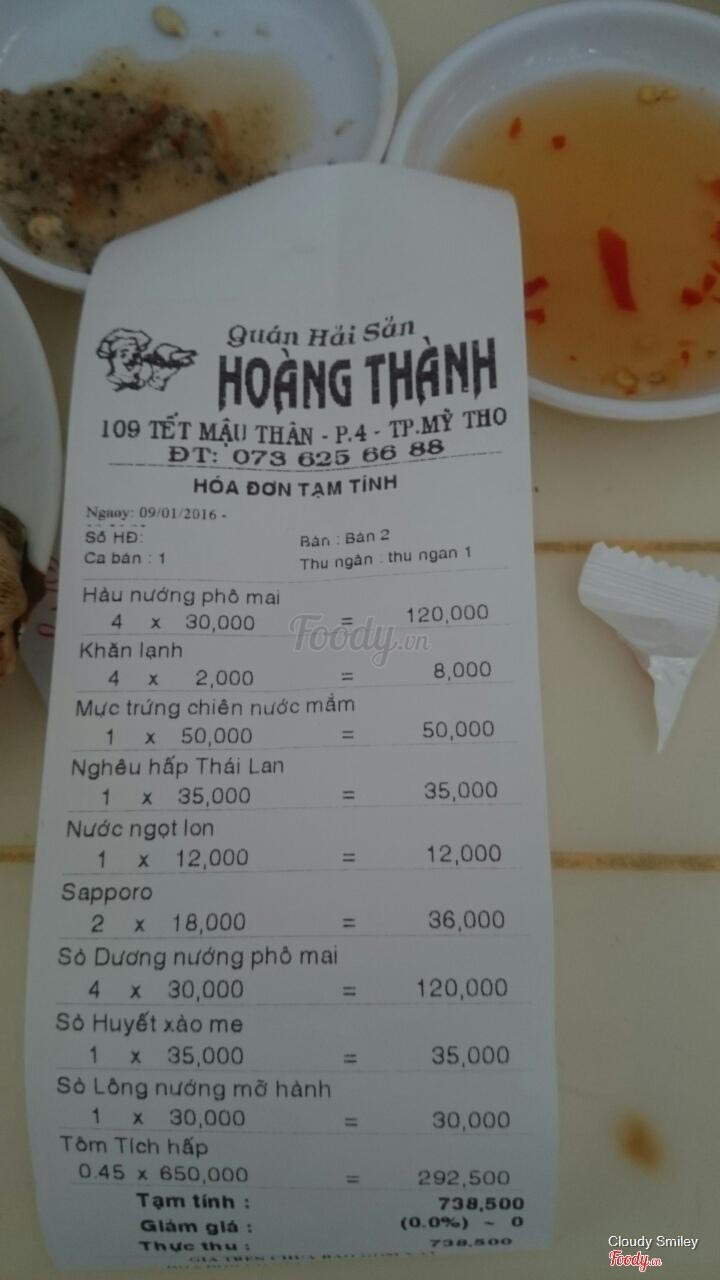 Quán Hải Sản
HOÀNG THÀNH
109 TẾT MẬU THÂN - P.4 - TP.MỸ THO
ĐT: 073 625 66 88
HÓA ĐƠN TẠM TÍNH
Ngaøy: 09/01/2016 -
Số HĐ: Bàn : Bàn 2
Ca bán : 1 Thu ngân : thu ngan 1
Hàu nướng phô mai
4 x 30,000 = 120,000
Khăn lạnh
4 x 2,000 = 8,000
Mực trứng chiên nước mắm
1 x 50,000 = 50,000
Nghêu hấp Thái Lan
1 x 35,000 = 35,000
Nước ngọt lon
1 x 12,000 = 12,000
Sapporo
2 x 18,000 = 36,000
Sò Dương nướng phô mai
4 x 30,000 = 120,000
Sò Huyết xào me
1 x 35,000 = 35,000
Sò Lông nướng mỡ hành
1 x 30,000 = 30,000
Tôm Tích hấp
0.45 x 650,000 = 292,500
Tạm tính : 738,500
Giảm giá : (0.0%) ~ 0
Thực thu : 738,500
Foody.vn
Cloudy Smiley
Foody.vn